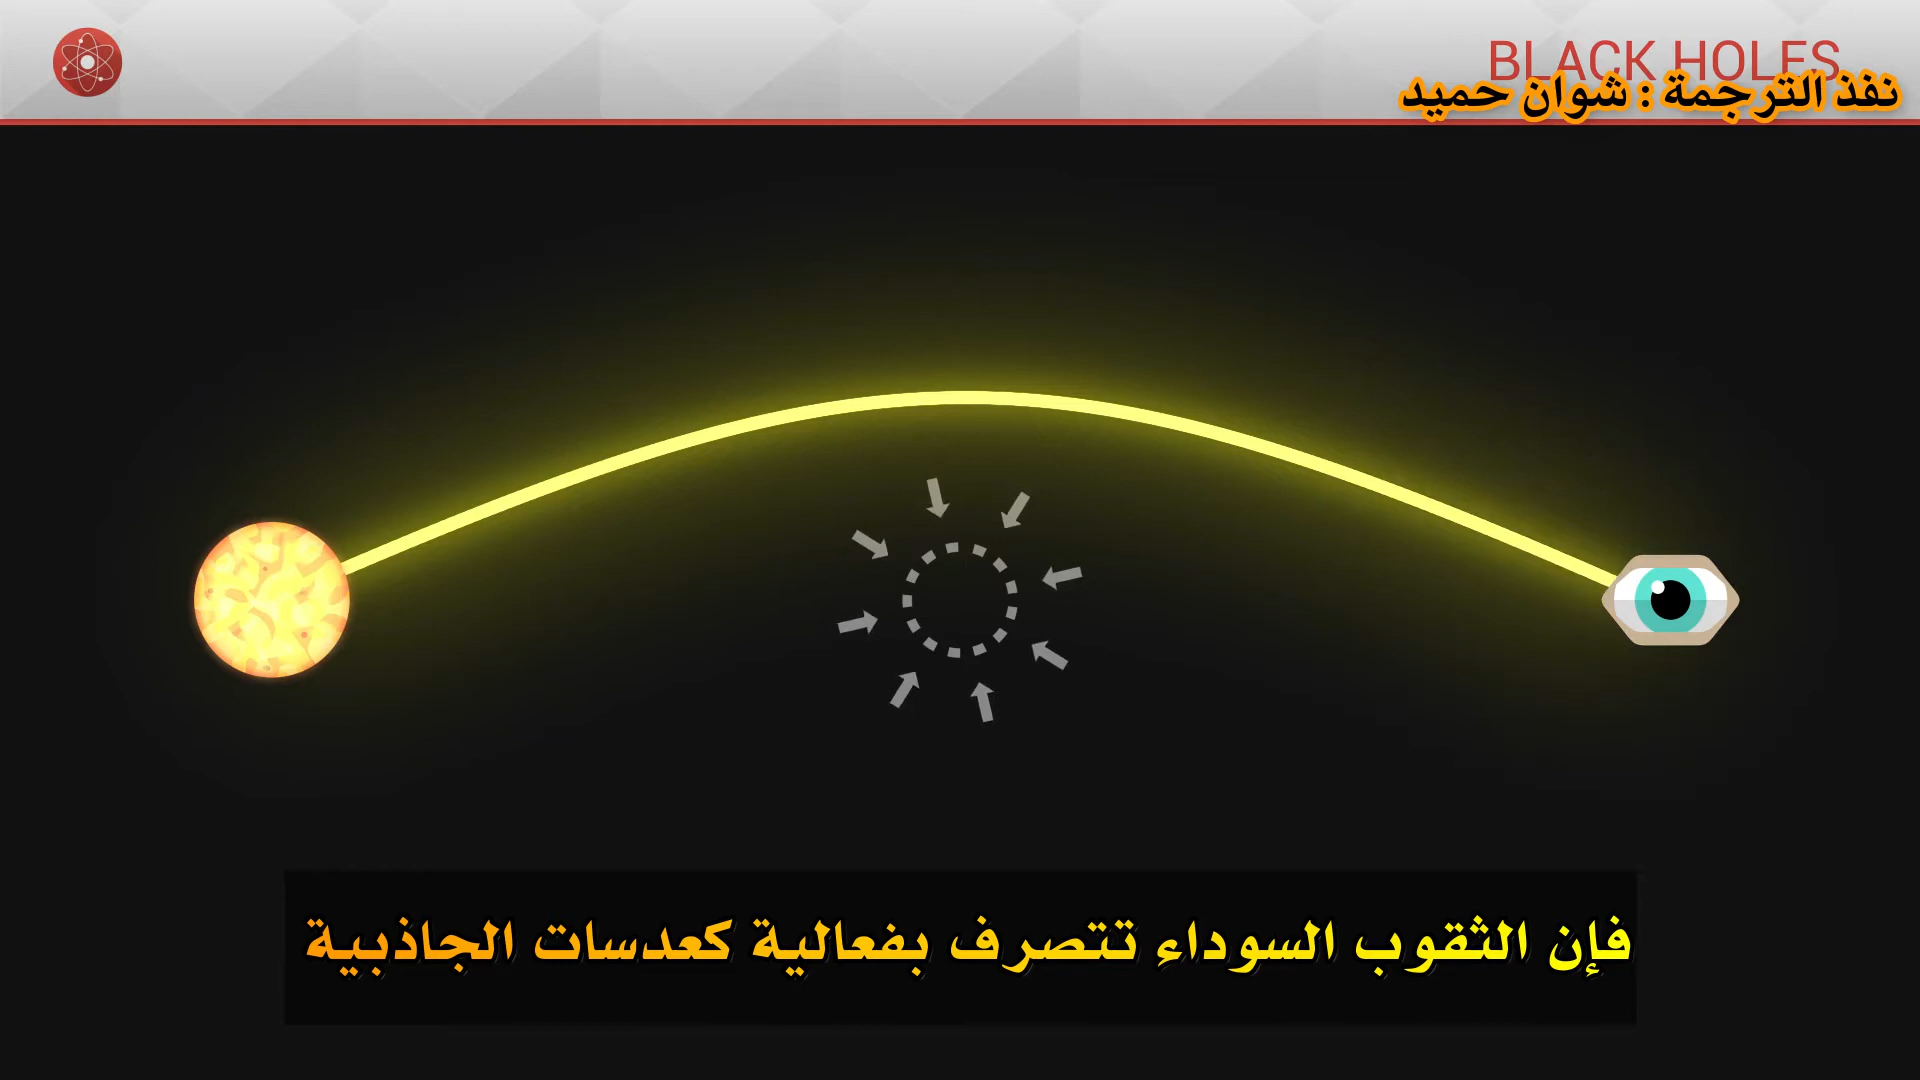 BLACK HOLES
نفذ الترجمة : شوان حميد
فإن الثقوب السوداء تتصرف بفعالية كعدسات الجاذبية